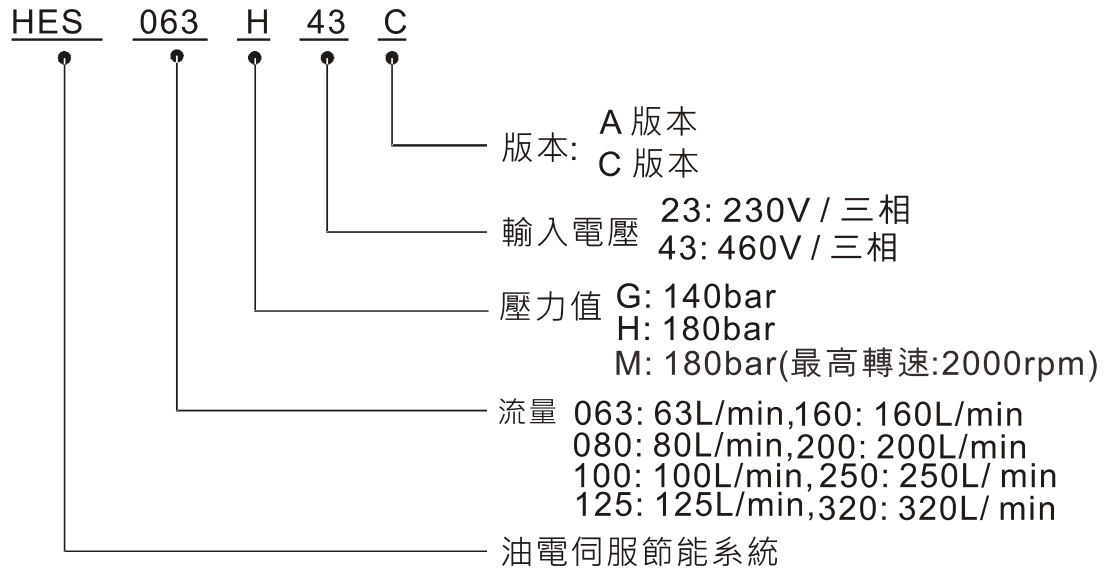 HES 063 H 43 C
版本: A 版本
C 版本
輸入電壓 23: 230V / 三相
43: 460V / 三相
壓力值 G: 140bar
H: 180bar
M: 180bar(最高轉速:2000rpm)
流量 063: 63L/min,160: 160L/min
080: 80L/min,200: 200L/min
100: 100L/min,250: 250L/ min
125: 125L/min,320: 320L/ min
油電伺服節能系統